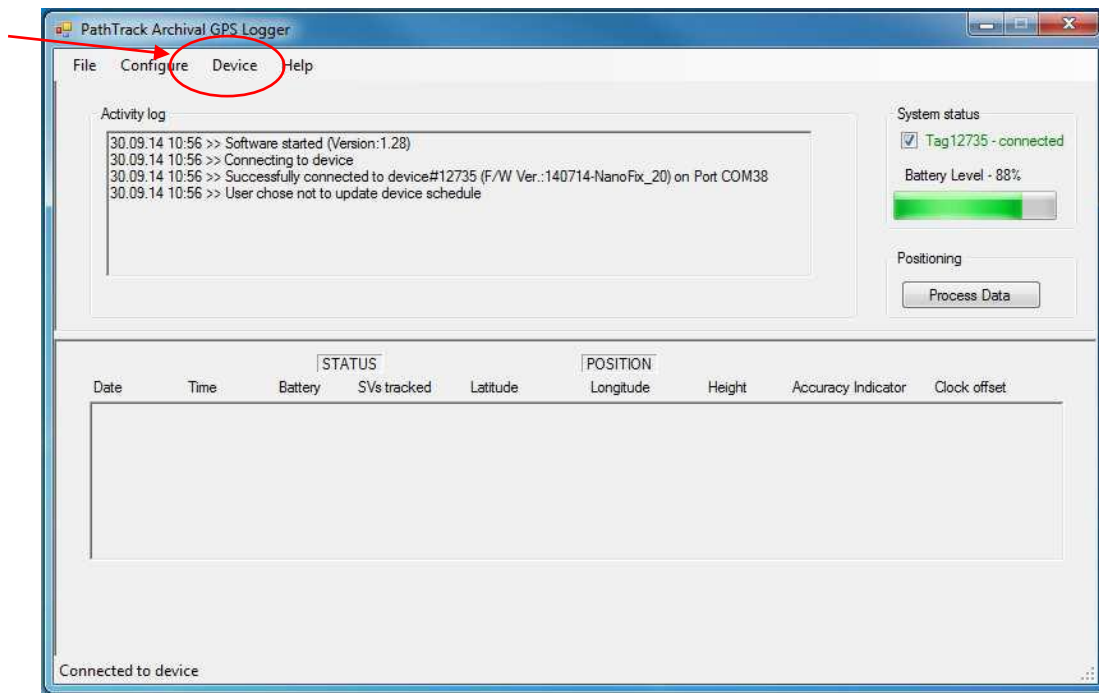 PathTrack Archival GPS Logger
File Configure Device Help
Activity log
30.09.14 10:56 >> Software started (Version:1.28)
30.09.14 10:56 >> Connecting to device
30.09.14 10:56 >> Successfully connected to device#12735 (F/W Ver.:140714-NanoFix_20) on Port COM38
30.09.14 10:56 >> User chose not to update device schedule
System status
Tag12735 - connected
Battery Level - 88%
Positioning
Process Data
STATUS POSITION
Date Time Battery SVs tracked Latitude Longitude Height Accuracy Indicator Clock offset
Connected to device